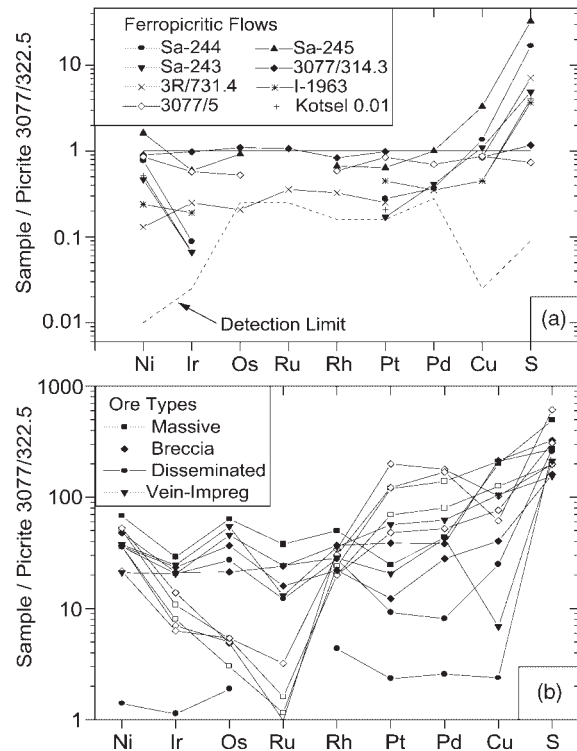 Sample / Picrite 3077/322.5
10
1
0.1
0.01
Ferropicritic Flows
Sa-244
Sa-245
Sa-243
3077/314.3
3R/731.4
I-1963
3077/5
Kotsel 0.01
Detection Limit
(a)
Ni Ir Os Ru Rh Pt Pd Cu S
Sample / Picrite 3077/322.5
1000
100
10
1
Ore Types
Massive
Breccia
Disseminated
Vein-Impreg
(b)
Ni Ir Os Ru Rh Pt Pd Cu S